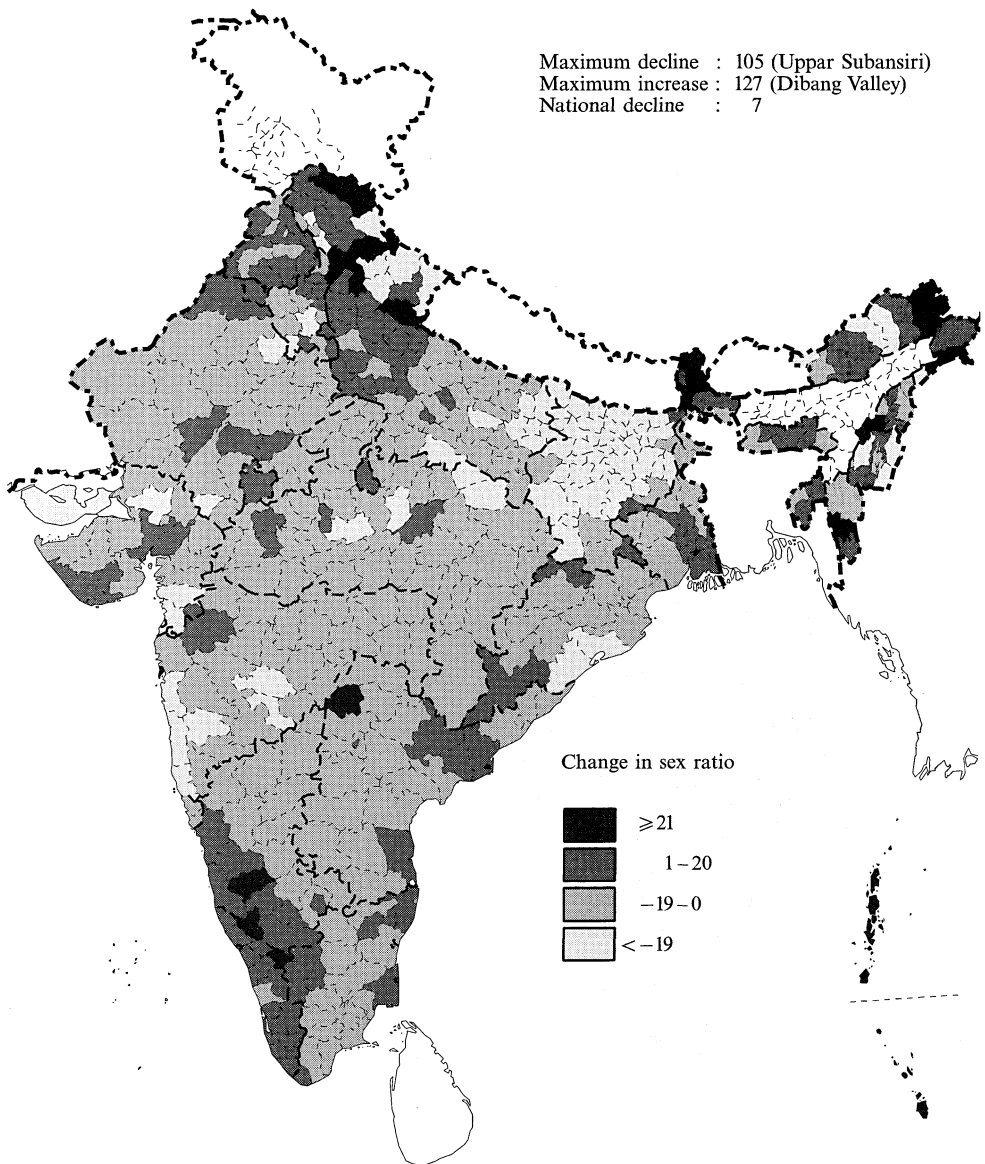 Maximum decline : 105 (Uppar Subansiri)
Maximum increase : 127 (Dibang Valley)
National decline : 7
Change in sex ratio
⩾21
1–20
−19–0
<−19